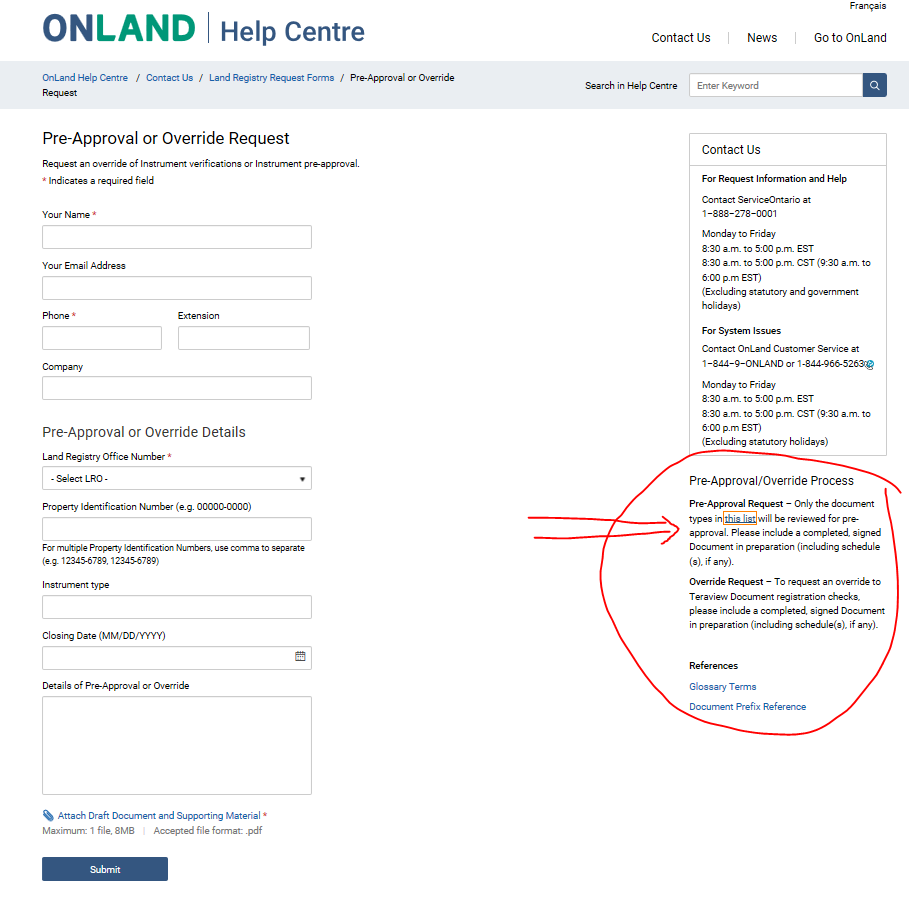 Français
ONLAND Help Centre
Contact Us
News
Go to OnLand
OnLand Help Centre / Contact Us / Land Registry Request Forms / Pre-Approval or Override
Request
Search in Help Centre
Enter Keyword
Pre-Approval or Override Request
Request an override of Instrument verifications or Instrument pre-approval.
* Indicates a required field
Your Name *
Your Email Address
Phone *
Extension
Company
Pre-Approval or Override Details
Land Registry Office Number *
- Select LRO -
Property Identification Number (e.g. 00000-0000)
For multiple Property Identification Numbers, use comma to separate
(e.g. 12345-6789, 12345-6789)
Instrument type
Closing Date (MM/DD/YYYY)
Details of Pre-Approval or Override
Attach Draft Document and Supporting Material *
Maximum: 1 file, 8MB | Accepted file format: .pdf
Submit
Contact Us
For Request Information and Help
Contact ServiceOntario at
1-888-278-0001
Monday to Friday
8:30 a.m. to 5:00 p.m. EST
8:30 a.m. to 5:00 p.m. CST (9:30 a.m. to
6:00 p.m EST)
(Excluding statutory and government
holidays)
For System Issues
Contact OnLand Customer Service at
1-844-9-ONLAND or 1-844-966-5263
Monday to Friday
8:30 a.m. to 5:00 p.m. EST
8:30 a.m. to 5:00 p.m. CST (9:30 a.m. to
6:00 p.m EST)
(Excluding statutory holidays)
Pre-Approval/Override Process
Pre-Approval Request – Only the document
types in this list will be reviewed for pre-
approval. Please include a completed, signed
Document in preparation (including schedule
(s), if any).
Override Request – To request an override to
Teraview Document registration checks,
please include a completed, signed Document
in preparation (including schedule(s), if any).
References
Glossary Terms
Document Prefix Reference